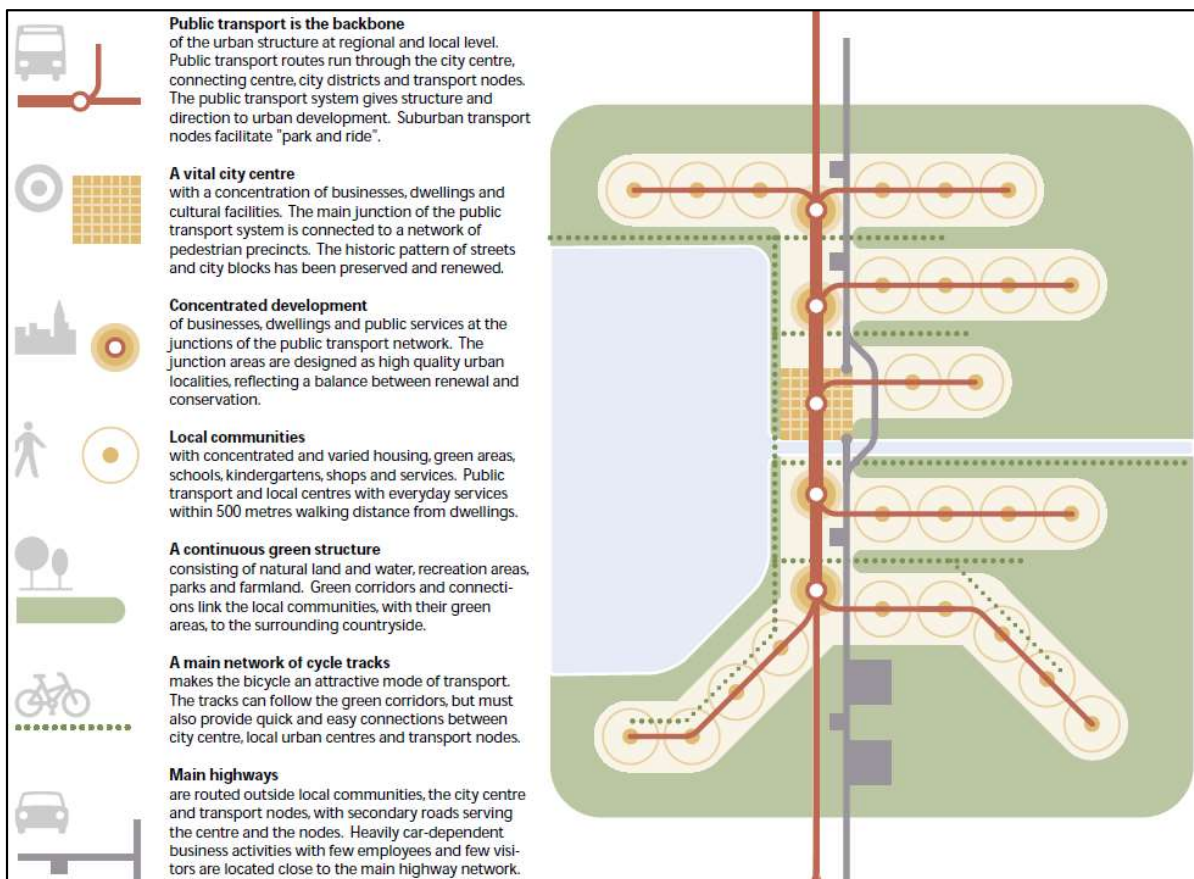 Public transport is the backbone
of the urban structure at regional and local level.
Public transport routes run through the city centre,
connecting centre, city districts and transport nodes.
The public transport system gives structure and
direction to urban development. Suburban transport
nodes facilitate "park and ride".
A vital city centre
with a concentration of businesses, dwellings and
cultural facilities. The main junction of the public
transport system is connected to a network of
pedestrian precincts. The historic pattern of streets
and city blocks has been preserved and renewed.
Concentrated development
of businesses, dwellings and public services at the
junctions of the public transport network. The
junction areas are designed as high quality urban
localities, reflecting a balance between renewal and
conservation.
Local communities
with concentrated and varied housing, green areas,
schools, kindergartens, shops and services. Public
transport and local centres with everyday services
within 500 metres walking distance from dwellings.
A continuous green structure
consisting of natural land and water, recreation areas,
parks and farmland. Green corridors and connecti-
ons link the local communities, with their green
areas, to the surrounding countryside.
A main network of cycle tracks
makes the bicycle an attractive mode of transport.
The tracks can follow the green corridors, but must
also provide quick and easy connections between
city centre, local urban centres and transport nodes.
Main highways
are routed outside local communities, the city centre
and transport nodes, with secondary roads serving
the centre and the nodes. Heavily car-dependent
business activities with few employees and few visi-
tors are located close to the main highway network.